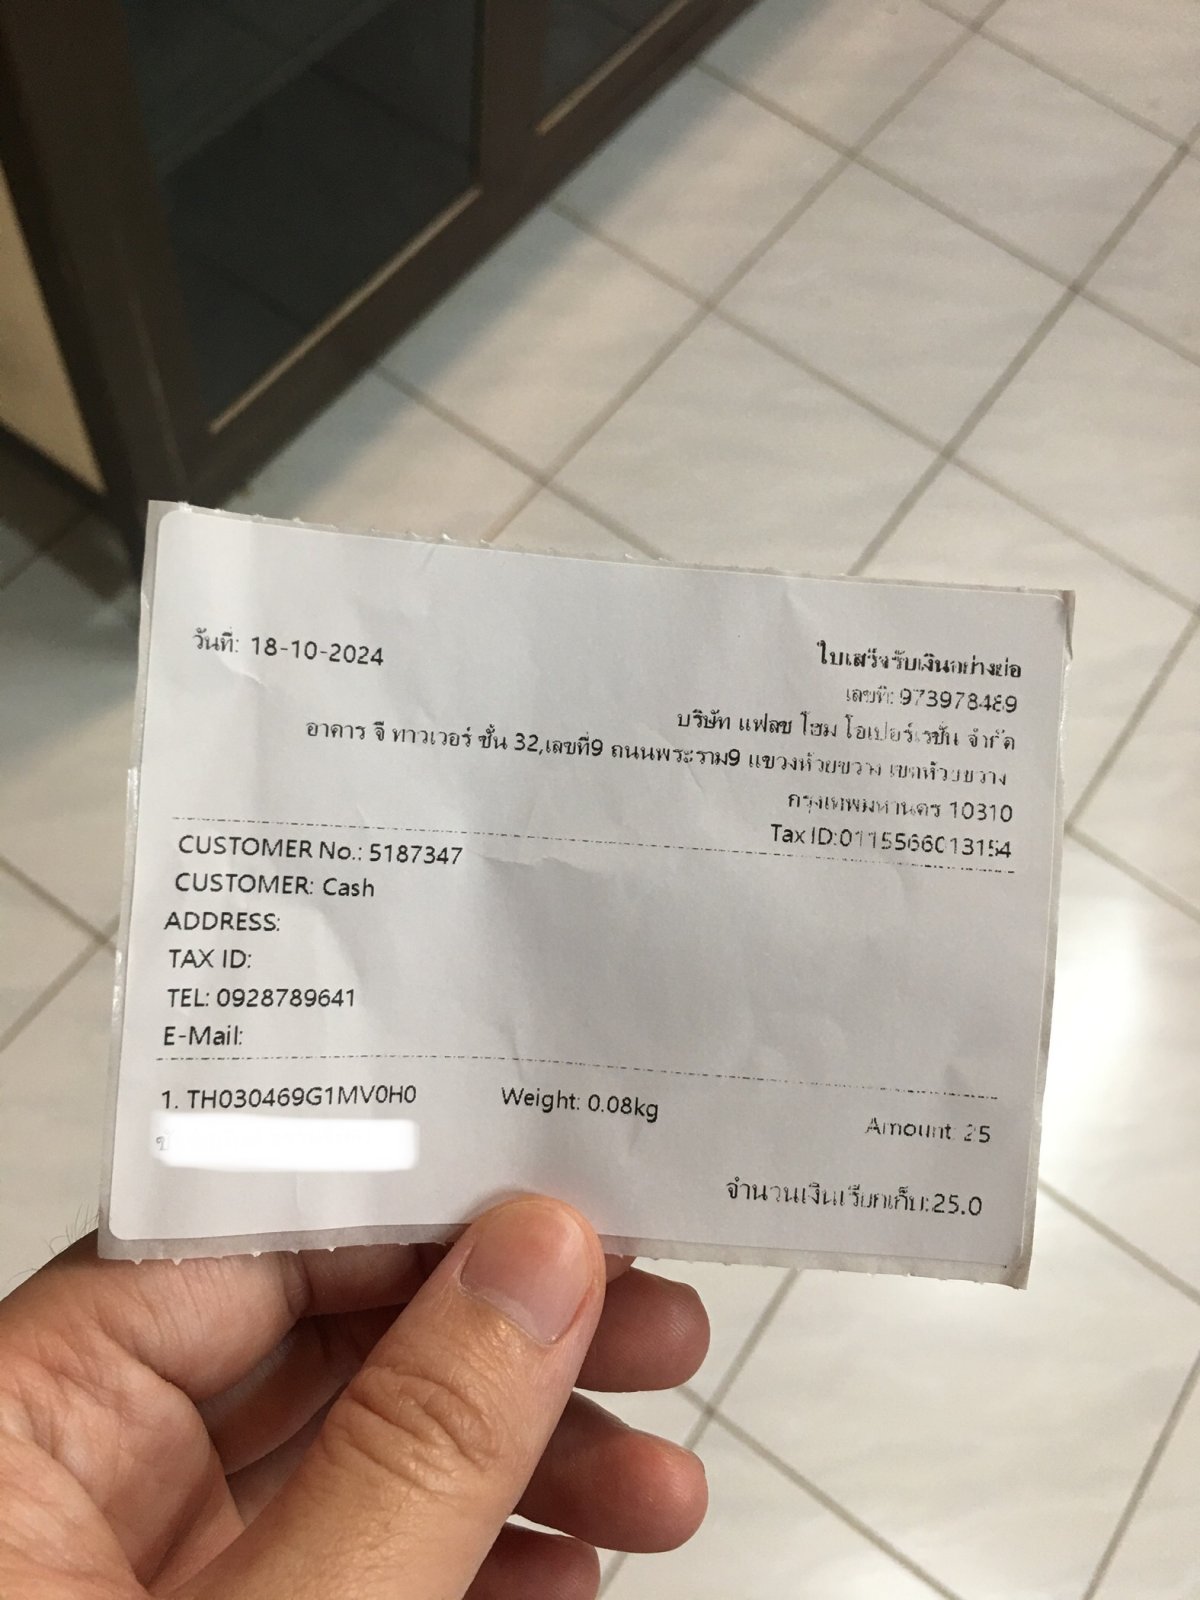 วันที่: 18-10-2024
ใบเสร็จรับเงินอย่างย่อ
เลขที่: 973978489
บริษัท แฟลช โฮม โอเปอร์เรชั่น จำกัด
อาคาร จี ทาวเวอร์ ชั้น 32,เลขที่9 ถนนพระราม9 แขวงห้วยขวาง เขตห้วยขวาง
กรุงเทพมหานคร 10310
Tax ID:0115566013154
CUSTOMER No.: 5187347
CUSTOMER: Cash
ADDRESS:
TAX ID:
TEL: 0928789641
E-Mail:
1. TH030469G1MV0H0 Weight: 0.08kg Amount: 25
จำนวนเงินเรียกเก็บ:25.0